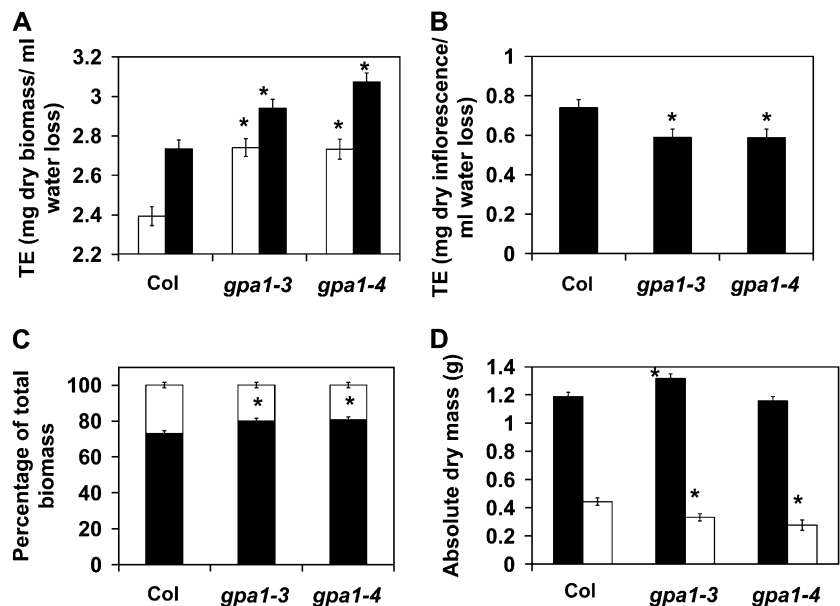 A
TE (mg dry biomass/ ml
water loss)
3.2
3
2.8
2.6
2.4
2.2
*
*
*
*
Col
gpa1-3
gpa1-4
B
TE (mg dry inflorescence/
ml water loss)
1
0.8
0.6
0.4
0.2
0
*
*
Col
gpa1-3
gpa1-4
C
Percentage of total
biomass
100
80
60
40
20
0
*
*
Col
gpa1-3
gpa1-4
D
Absolute dry mass (g)
1.4
1.2
1
0.8
0.6
0.4
0.2
0
*
*
*
Col
gpa1-3
gpa1-4